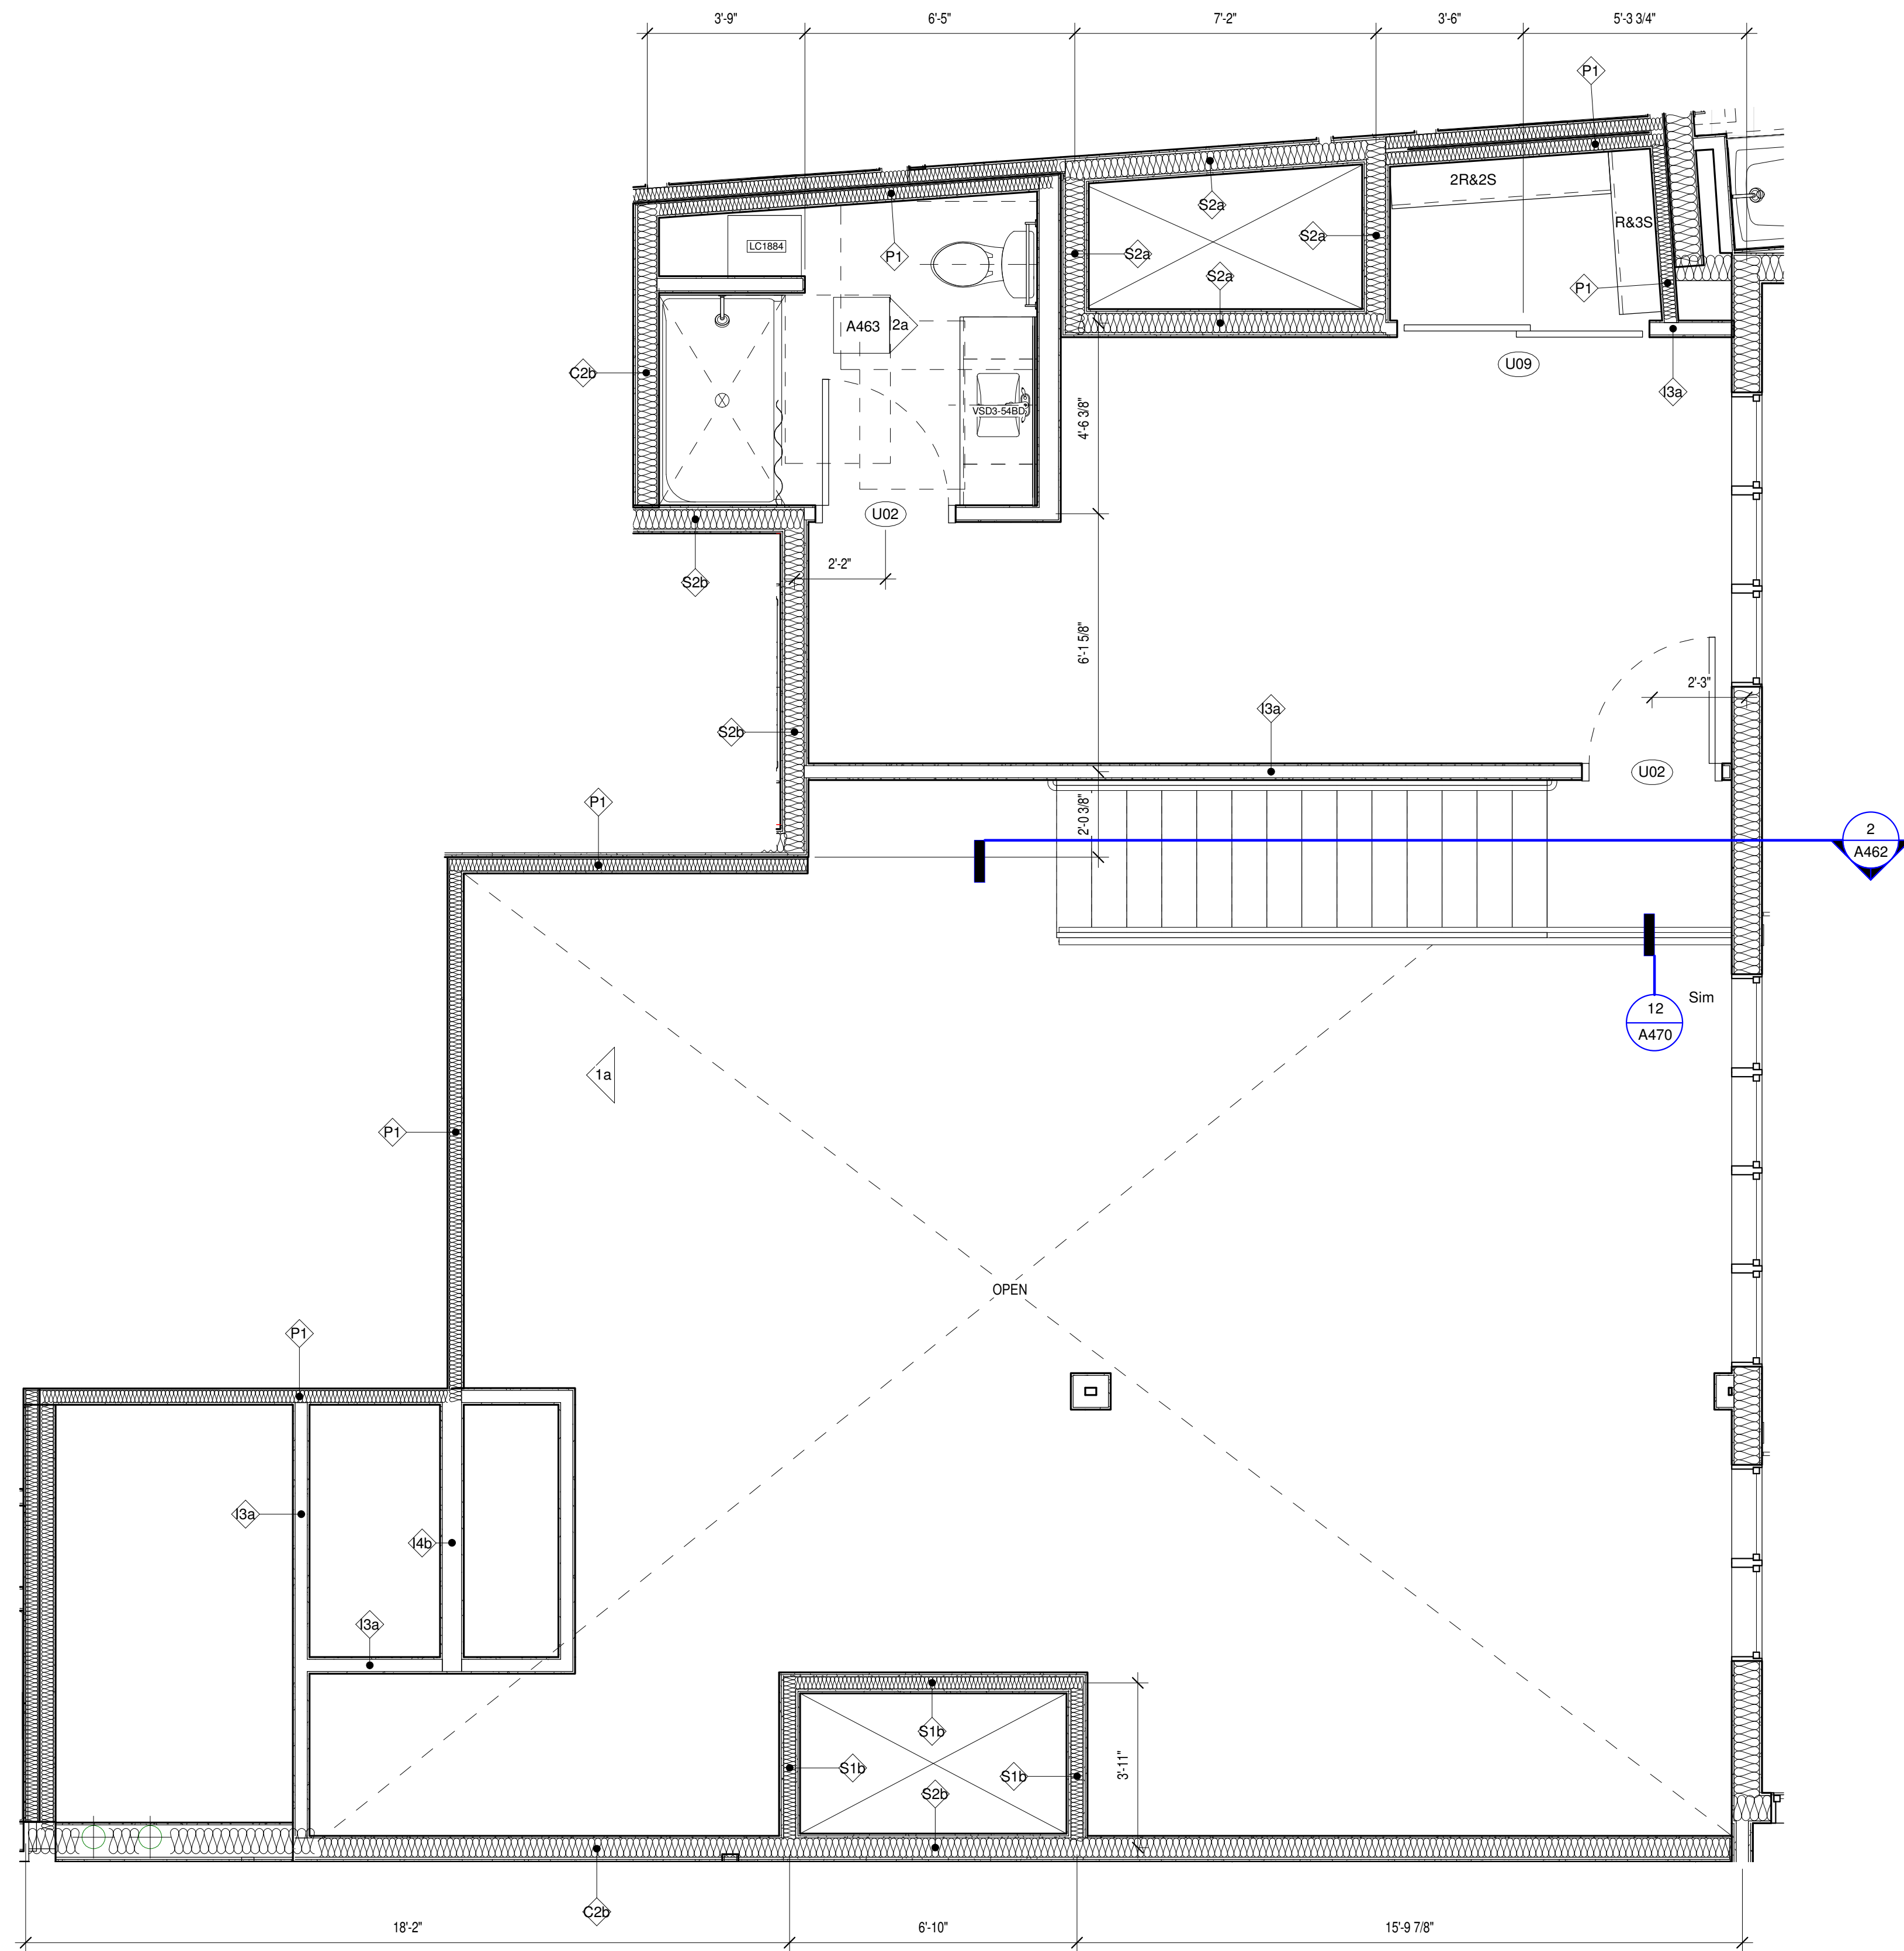 3'-9"
6'-5"
7'-2"
3'-6"
5'-3 3/4"
P1
2R&2S
R&3S
S2a
S2a
S2a
S2a
LC1884
P1
P1
A463
2a
U09
C2b
I3a
VSD3-54BD
4'-6 3/8"
U02
2'-2"
S2b
6'-1 5/8"
2'-3"
I3a
S2b
U02
P1
2'-0 3/8"
2
A462
Sim
12
A470
1a
P1
OPEN
P1
I3a
I4b
I3a
S1b
S1b
S1b
S2b
3'-11"
C2b
18'-2"
6'-10"
15'-9 7/8"